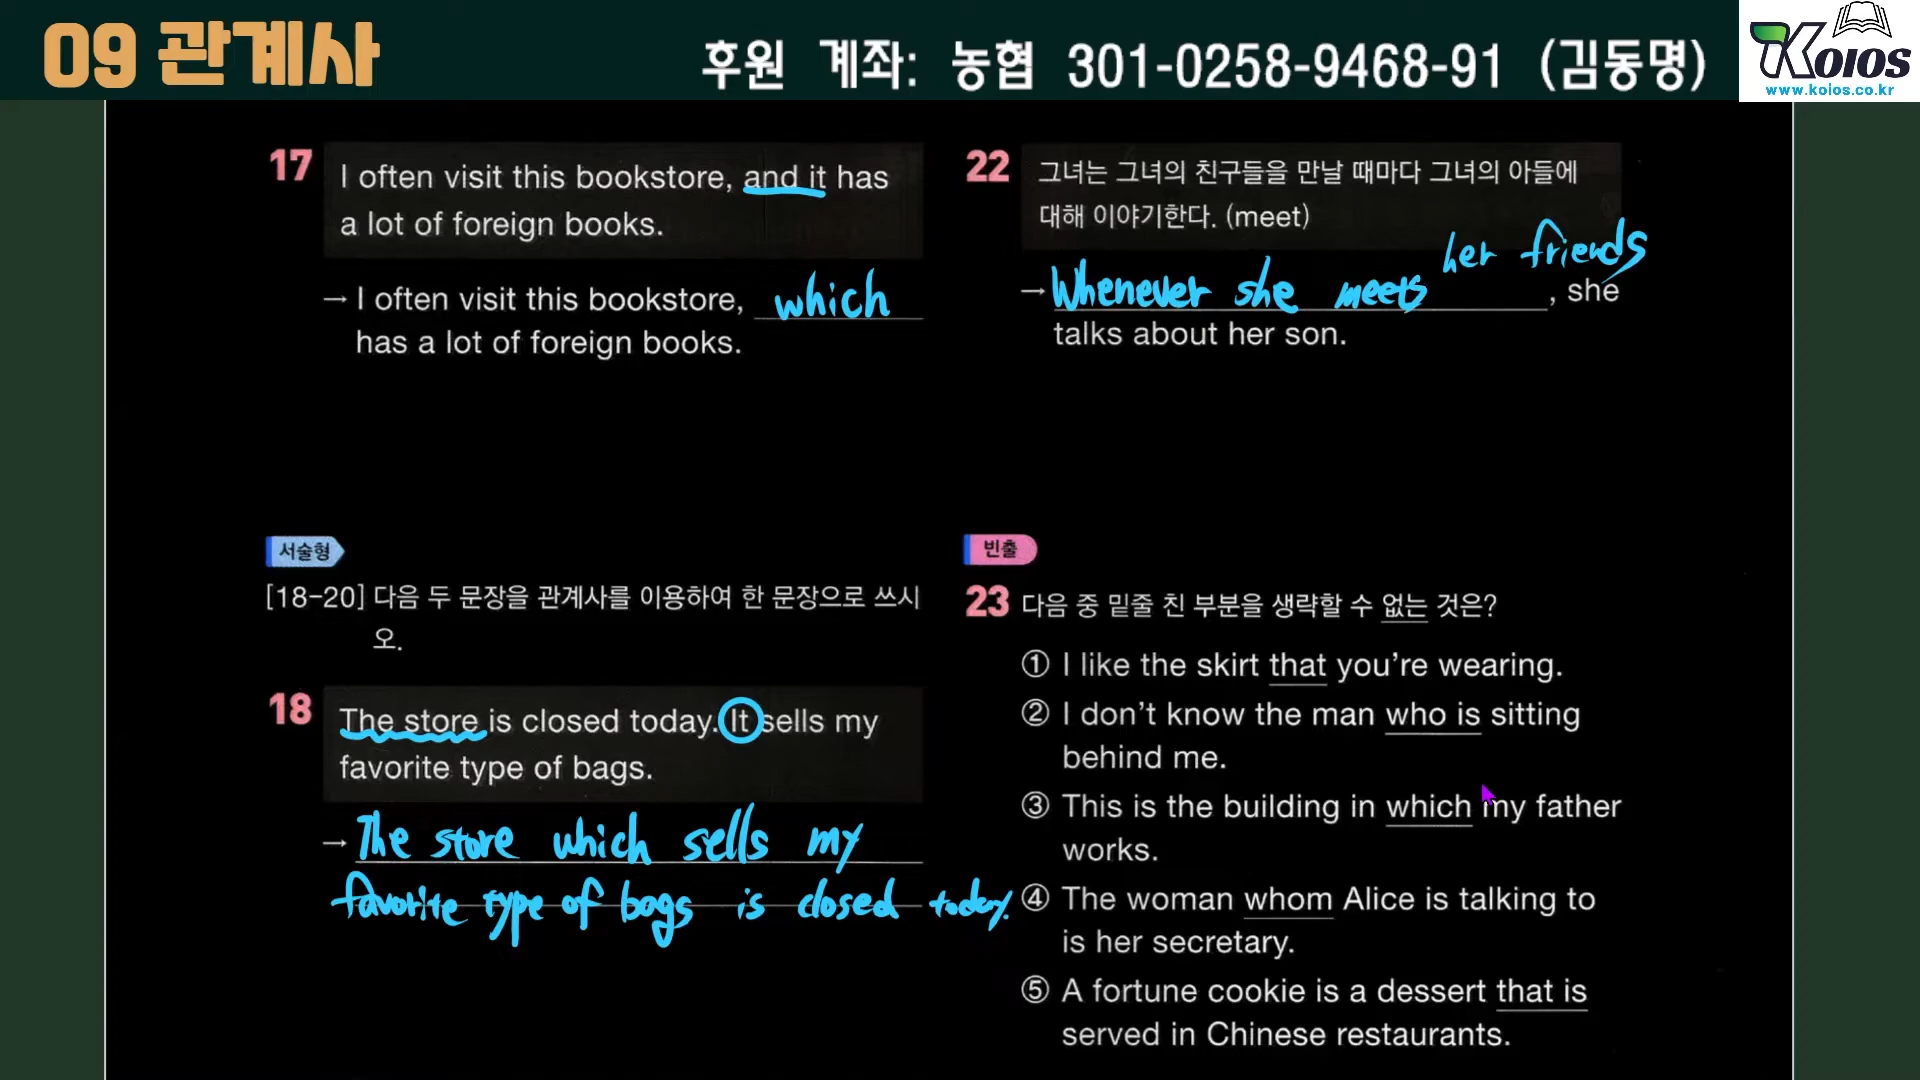 09 관계사
후원 계좌: 농협 301-0258-9468-91 (김동명)
KOIOS
www.koios.co.kr
17
I often visit this bookstore, and it has
a lot of foreign books.
→ I often visit this bookstore, which
has a lot of foreign books.
서술형
[18-20] 다음 두 문장을 관계사를 이용하여 한 문장으로 쓰시
오.
18
The store is closed today. It sells my
favorite type of bags.
→ The store which sells my
favorite type of bags is closed today.
22
그녀는 그녀의 친구들을 만날 때마다 그녀의 아들에
대해 이야기한다. (meet)
→ Whenever she meets her friends, she
talks about her son.
빈출
23 다음 중 밑줄 친 부분을 생략할 수 없는 것은?
① I like the skirt that you're wearing.
② I don't know the man who is sitting
behind me.
③ This is the building in which my father
works.
④ The woman whom Alice is talking to
is her secretary.
⑤ A fortune cookie is a dessert that is
served in Chinese restaurants.